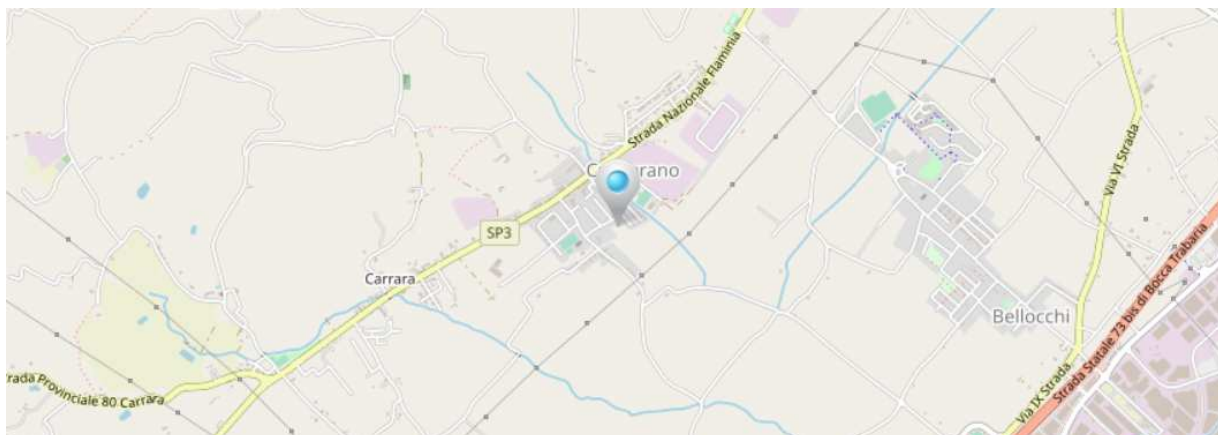 Strada Nazionale Flaminia
Via VI Strada
SP3
Carrara
Bellocchi
Strada Statale 73 bis di Bocca Trabaria
Via IX Strada
Provinciale 80 Carrara